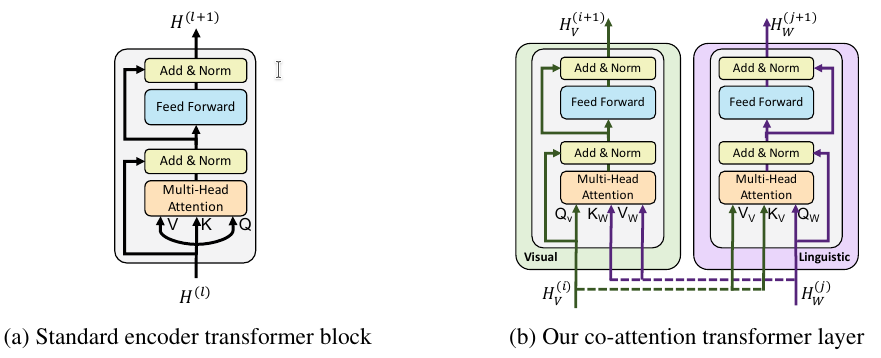 H^(l+1)
Add & Norm
Feed Forward
Add & Norm
Multi-Head
Attention
V K Q
H^(l)
(a) Standard encoder transformer block
H_V^(i+1)
Add & Norm
Feed Forward
Add & Norm
Multi-Head
Attention
Q_V K_W V_W
Visual
H_V^(i)
H_W^(j+1)
Add & Norm
Feed Forward
Add & Norm
Multi-Head
Attention
V_V K_V Q_W
Linguistic
H_W^(j)
(b) Our co-attention transformer layer